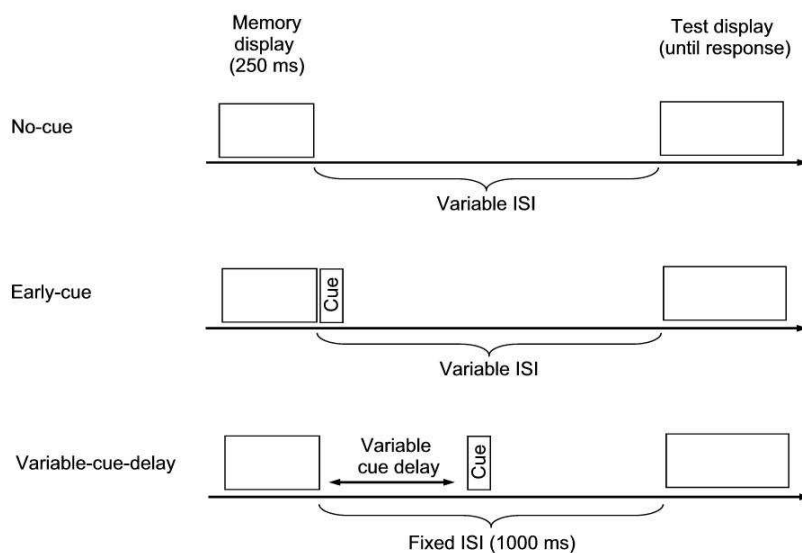 Memory
display
(250 ms)
Test display
(until response)
No-cue
Variable ISI
Early-cue
Cue
Variable ISI
Variable-cue-delay
Variable
cue delay
Cue
Fixed ISI (1000 ms)